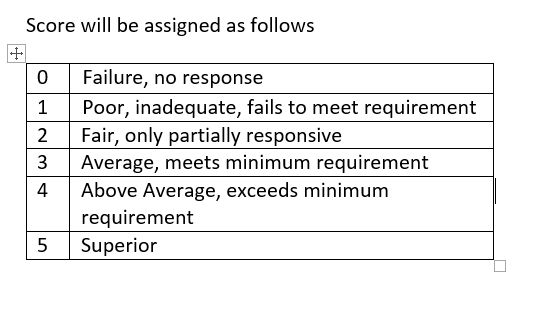 Score will be assigned as follows
0 Failure, no response
1 Poor, inadequate, fails to meet requirement
2 Fair, only partially responsive
3 Average, meets minimum requirement
4 Above Average, exceeds minimum
requirement
5 Superior